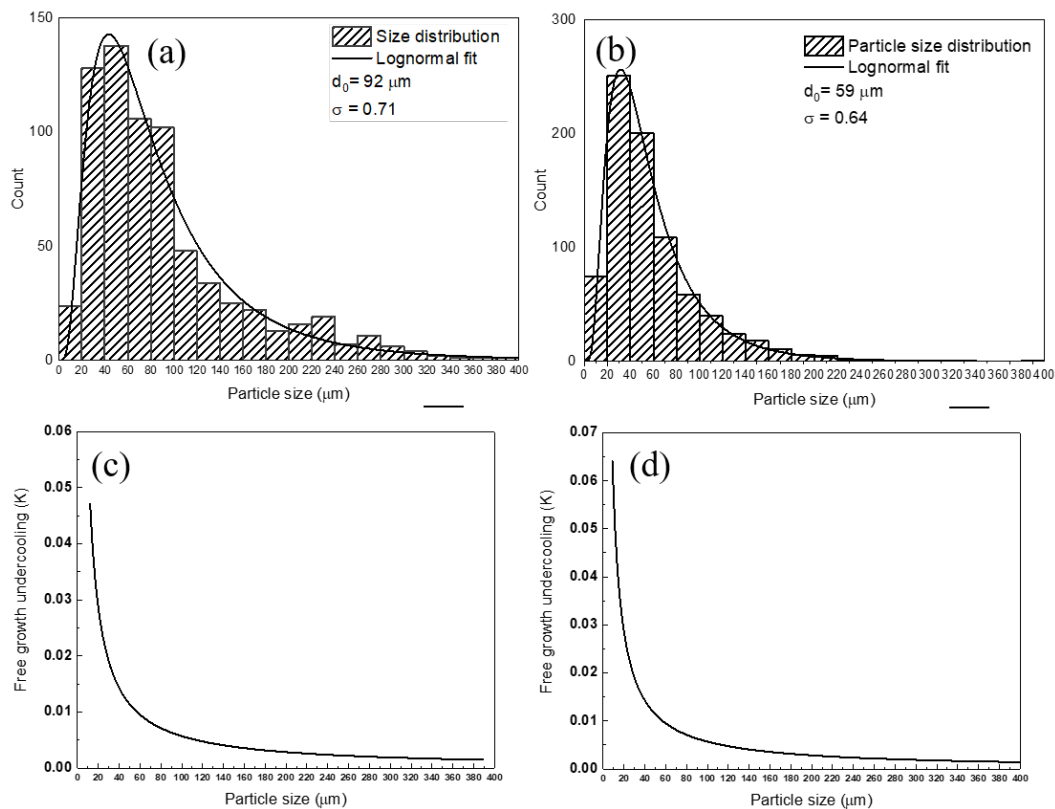 (a)
Size distribution
Lognormal fit
d0= 92 μm
σ = 0.71
150
100
50
0
Count
0 20 40 60 80 100 120 140 160 180 200 220 240 260 280 300 320 340 360 380 400
Particle size (μm)
(b)
Particle size distribution
Lognormal fit
d0= 59 μm
σ = 0.64
300
200
100
0
Count
0 20 40 60 80 100 120 140 160 180 200 220 240 260 280 300 320 340 360 380 400
Particle size (μm)
(c)
0.06
0.05
0.04
0.03
0.02
0.01
0.00
Free growth undercooling (K)
0 20 40 60 80 100 120 140 160 180 200 220 240 260 280 300 320 340 360 380 400
Particle size (μm)
(d)
0.07
0.06
0.05
0.04
0.03
0.02
0.01
0.00
Free growth undercooling (K)
0 20 40 60 80 100 120 140 160 180 200 220 240 260 280 300 320 340 360 380 400
Particle size (μm)